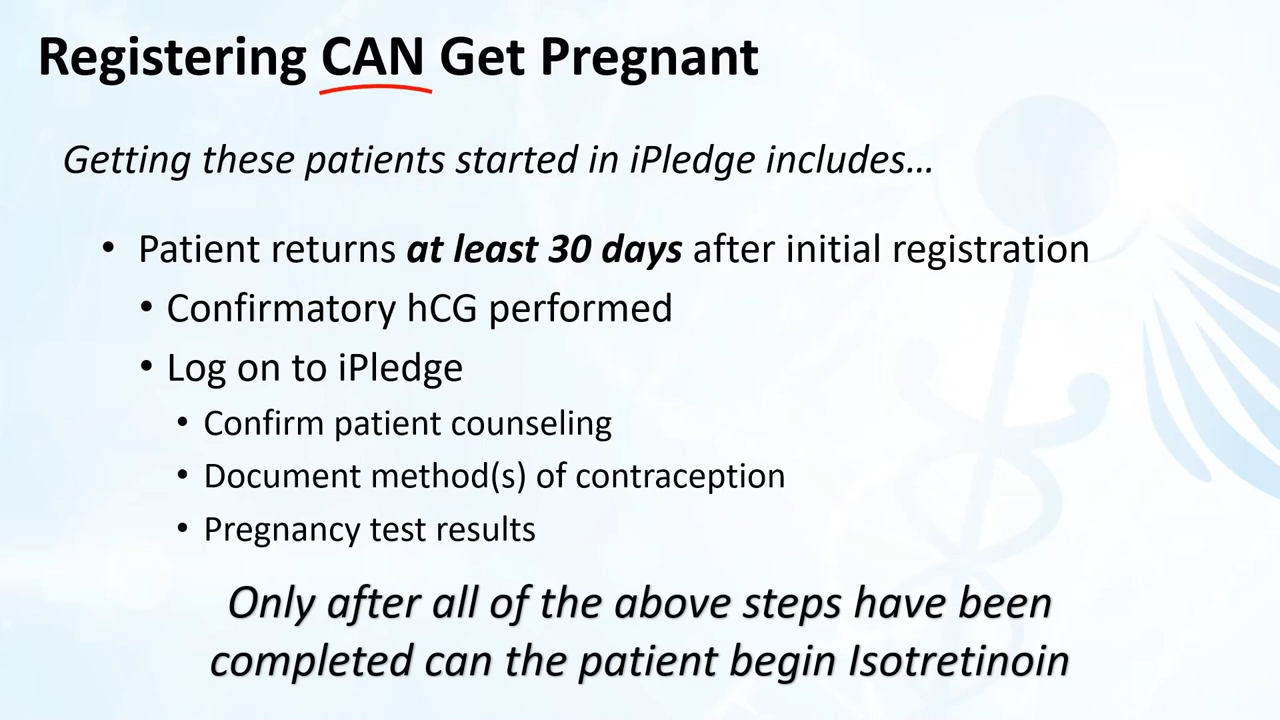 Registering CAN Get Pregnant
Getting these patients started in iPledge includes...
• Patient returns at least 30 days after initial registration
• Confirmatory hCG performed
• Log on to iPledge
• Confirm patient counseling
• Document method(s) of contraception
• Pregnancy test results
Only after all of the above steps have been
completed can the patient begin Isotretinoin